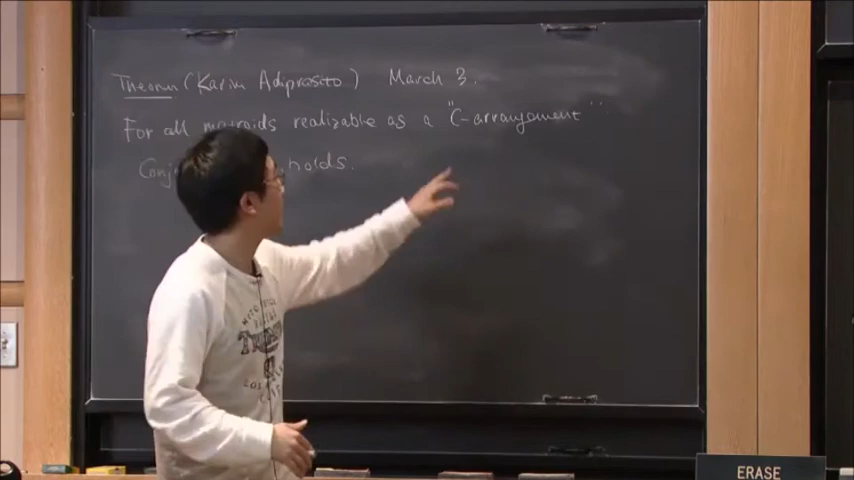 Theorem (Karim Adiprasito) March 3.
For all matroids realizable as a "C-arrangement"
holds.
ERASE